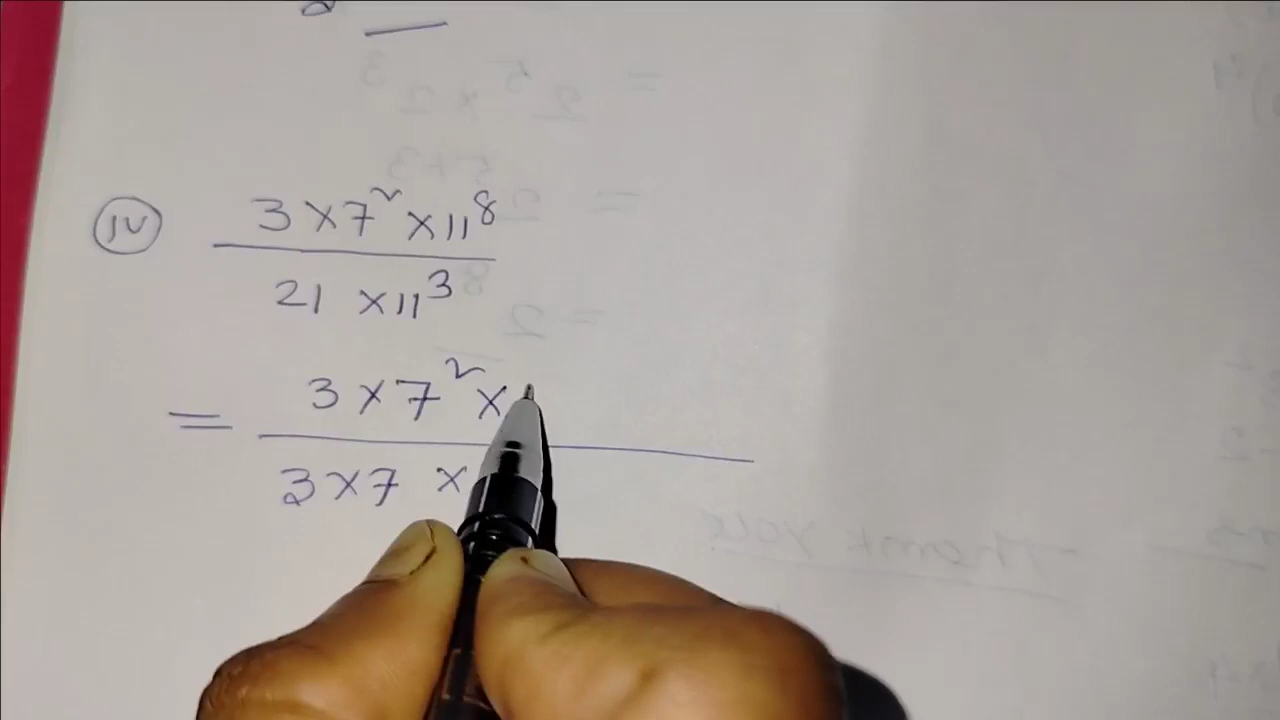 (IV) 3 × 7² × 11⁸
21 × 11³
= 3 × 7² ×
3 × 7 ×